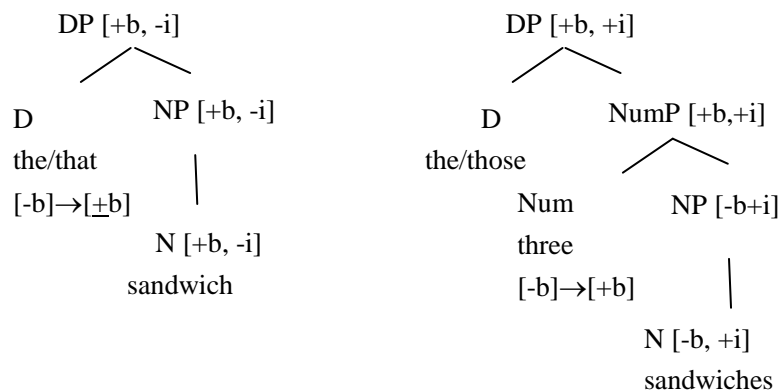 DP [+b, -i]
D
NP [+b, -i]
the/that
[-b]→[±b]
N [+b, -i]
sandwich
DP [+b, +i]
D
NumP [+b,+i]
the/those
Num
NP [-b+i]
three
[-b]→[+b]
N [-b, +i]
sandwiches